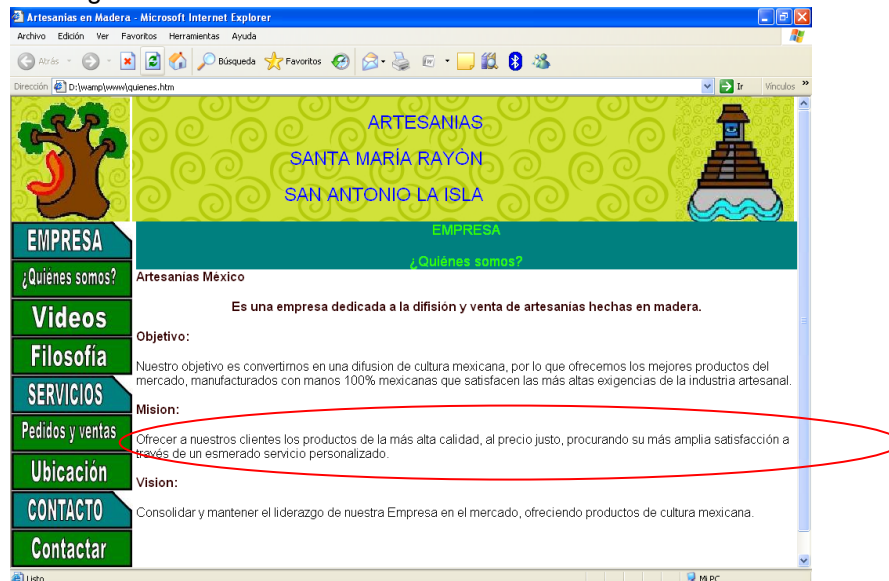 Artesanías en Madera - Microsoft Internet Explorer
Archivo Edición Ver Favoritos Herramientas Ayuda
Atrás Búsqueda Favoritos
Dirección D:\wamp\www\quienes.htm Ir Vínculos »
ARTESANIAS
SANTA MARÍA RAYÒN
SAN ANTONIO LA ISLA
EMPRESA
¿Quiénes somos?
Videos
Filosofía
SERVICIOS
Pedidos y ventas
Ubicación
CONTACTO
Contactar
EMPRESA
¿Quiénes somos?
Artesanías México
Es una empresa dedicada a la difisión y venta de artesanías hechas en madera.
Objetivo:
Nuestro objetivo es convertirnos en una difusion de cultura mexicana, por lo que ofrecemos los mejores productos del
mercado, manufacturados con manos 100% mexicanas que satisfacen las más altas exigencias de la industria artesanal.
Mision:
Ofrecer a nuestros clientes los productos de la más alta calidad, al precio justo, procurando su más amplia satisfacción a
través de un esmerado servicio personalizado.
Vision:
Consolidar y mantener el liderazgo de nuestra Empresa en el mercado, ofreciendo productos de cultura mexicana.
Listo Mi PC